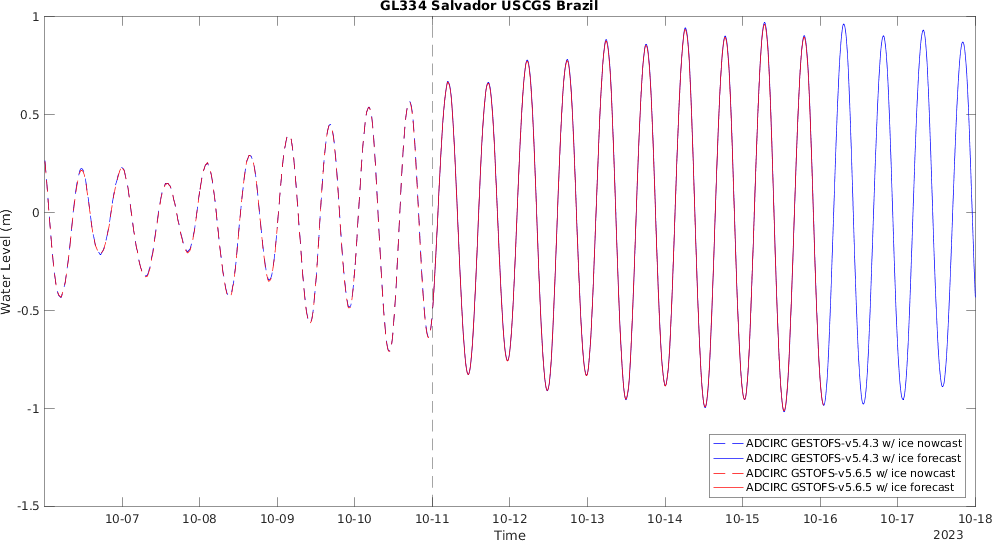 GL334 Salvador USCGS Brazil
1
0.5
0
-0.5
-1
-1.5
Water Level (m)
ADCIRC GESTOFS-v5.4.3 w/ ice nowcast
ADCIRC GESTOFS-v5.4.3 w/ ice forecast
ADCIRC GSTOFS-v5.6.5 w/ ice nowcast
ADCIRC GSTOFS-v5.6.5 w/ ice forecast
10-07 10-08 10-09 10-10 10-11 10-12 10-13 10-14 10-15 10-16 10-17 10-18
Time
2023